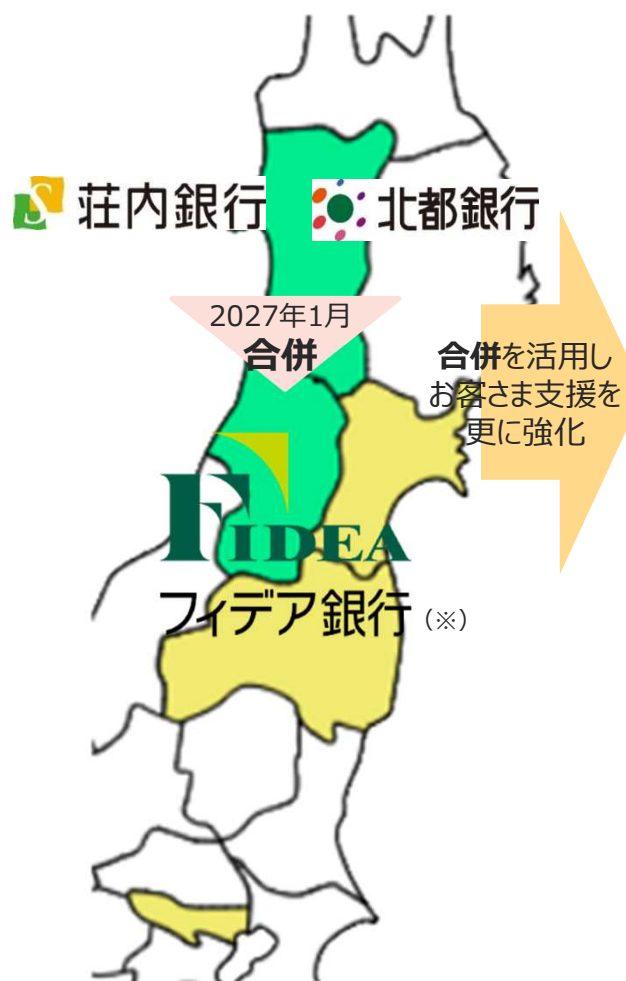 S 荘内銀行
北都銀行
2027年1月
合併
合併を活用し
お客さま支援を
更に強化
FIDEA
フィデア銀行(※)